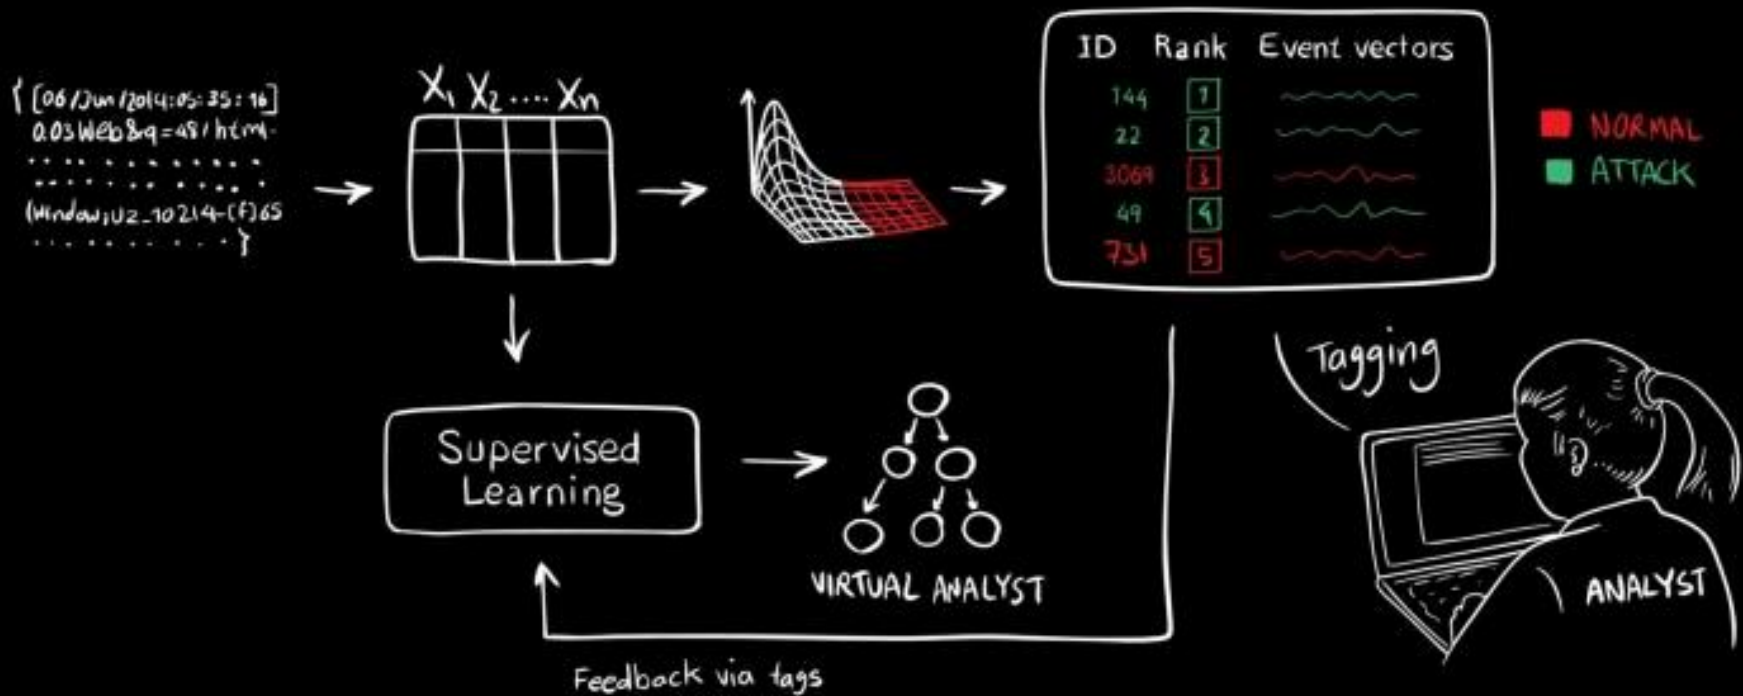 { [06/Jun/2014:05:35:16]
0.03Web&q=48/html-
(window;U2_10214-(f)65
}
X1 X2 .... Xn
ID Rank Event vectors
144 1
22 2
3069 3
49 4
731 5
NORMAL
ATTACK
Tagging
Supervised
Learning
VIRTUAL ANALYST
ANALYST
Feedback via tags